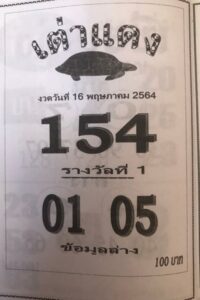 เต่าแดง
งวดวันที่ 16 พฤษภาคม 2564
154
รางวัลที่ 1
01 05
ข้อมูลล่าง
100 บาท